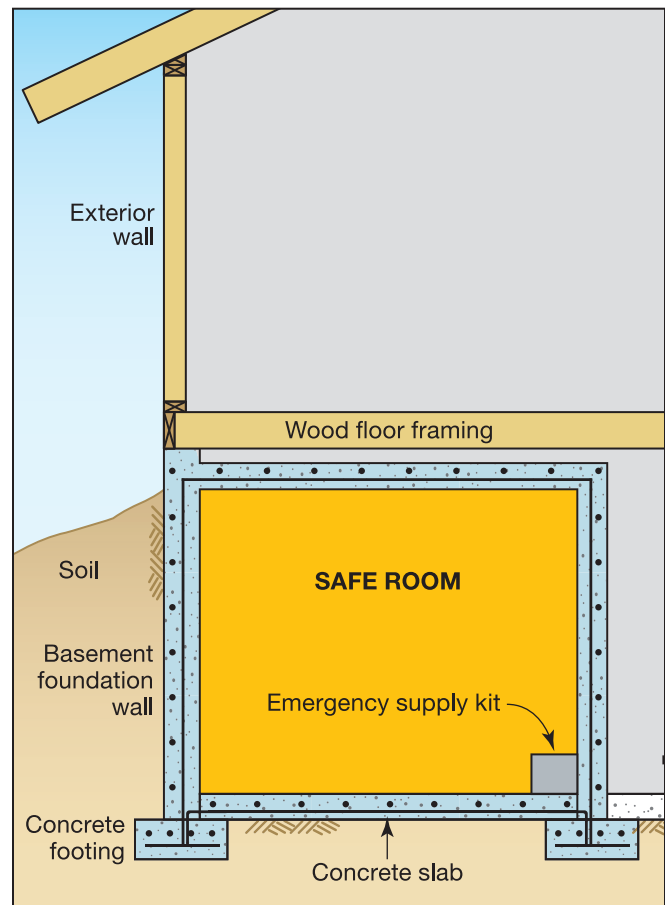 Exterior
wall
Wood floor framing
SAFE ROOM
Soil
Basement
foundation
wall
Emergency supply kit
Concrete
footing
Concrete slab